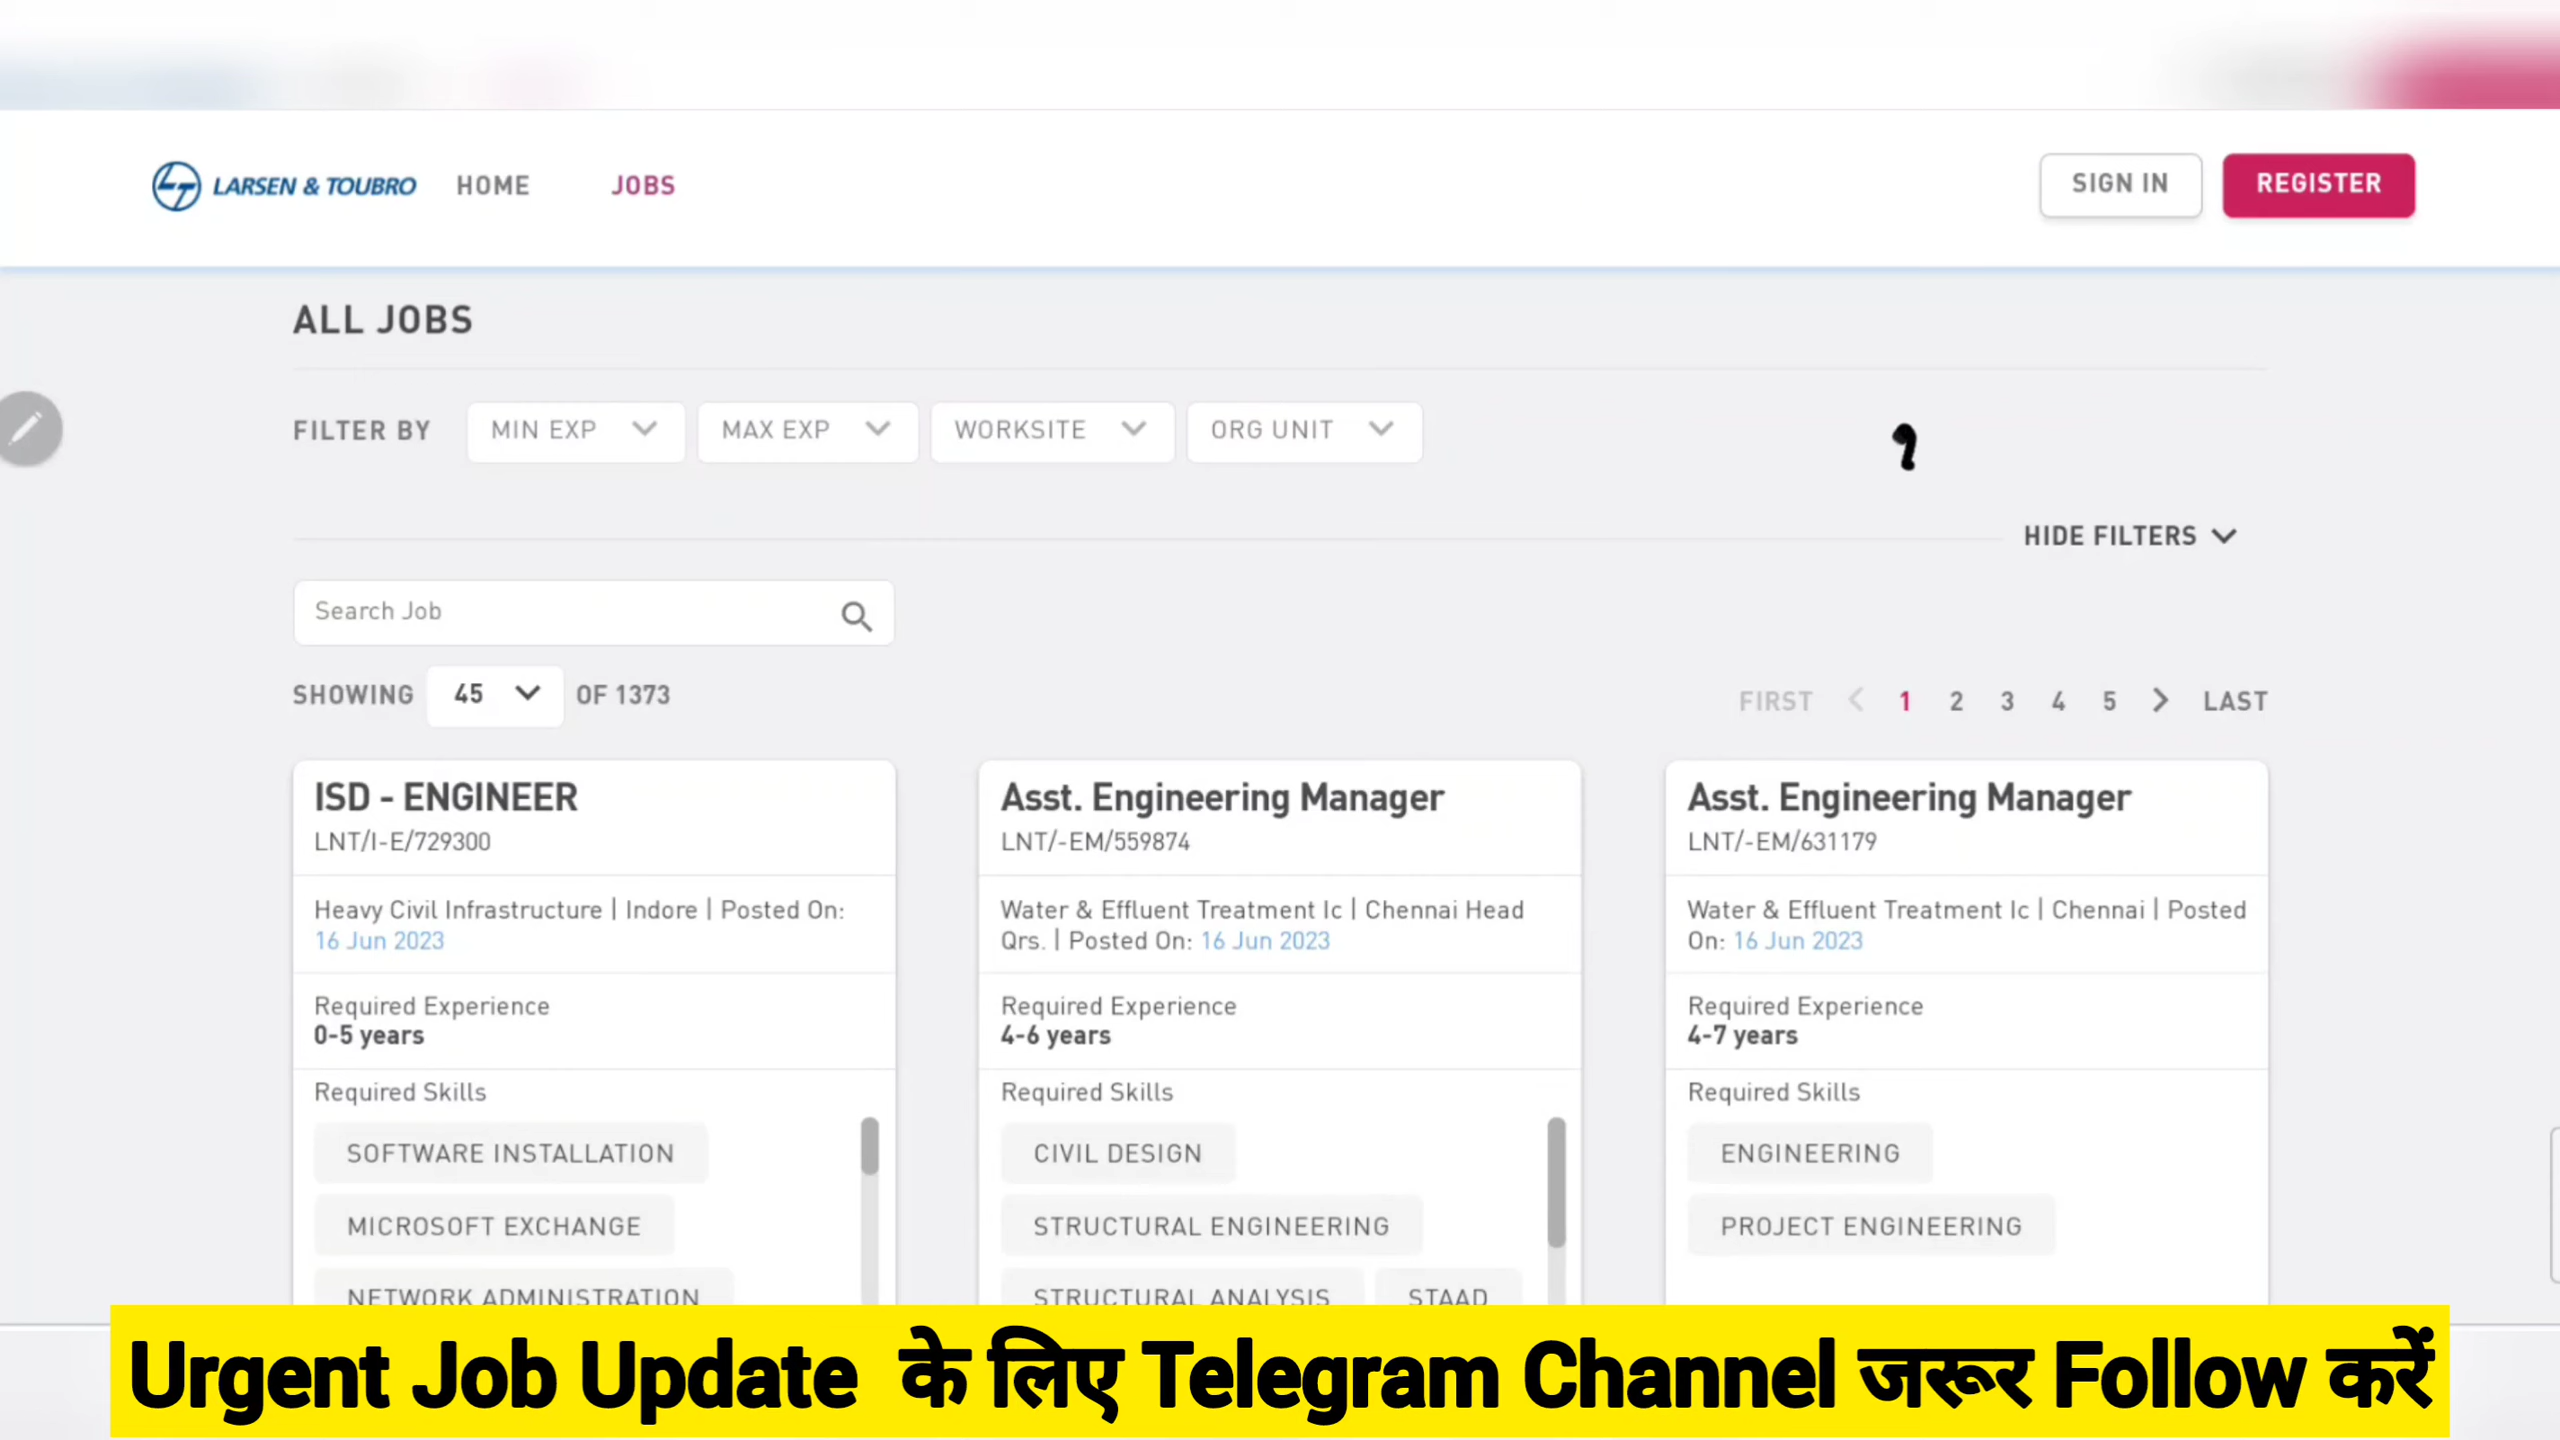 LARSEN & TOUBRO HOME JOBS SIGN IN REGISTER
ALL JOBS
FILTER BY MIN EXP MAX EXP WORKSITE ORG UNIT
HIDE FILTERS
Search Job
SHOWING 45 OF 1373 FIRST 1 2 3 4 5 LAST
ISD - ENGINEER
LNT/I-E/729300
Heavy Civil Infrastructure | Indore | Posted On:
16 Jun 2023
Required Experience
0-5 years
Required Skills
SOFTWARE INSTALLATION
MICROSOFT EXCHANGE
NETWORK ADMINISTRATION
Asst. Engineering Manager
LNT/-EM/559874
Water & Effluent Treatment Ic | Chennai Head
Qrs. | Posted On: 16 Jun 2023
Required Experience
4-6 years
Required Skills
CIVIL DESIGN
STRUCTURAL ENGINEERING
STRUCTURAL ANALYSIS STAAD
Asst. Engineering Manager
LNT/-EM/631179
Water & Effluent Treatment Ic | Chennai | Posted
On: 16 Jun 2023
Required Experience
4-7 years
Required Skills
ENGINEERING
PROJECT ENGINEERING
Urgent Job Update के लिए Telegram Channel जरूर Follow करें